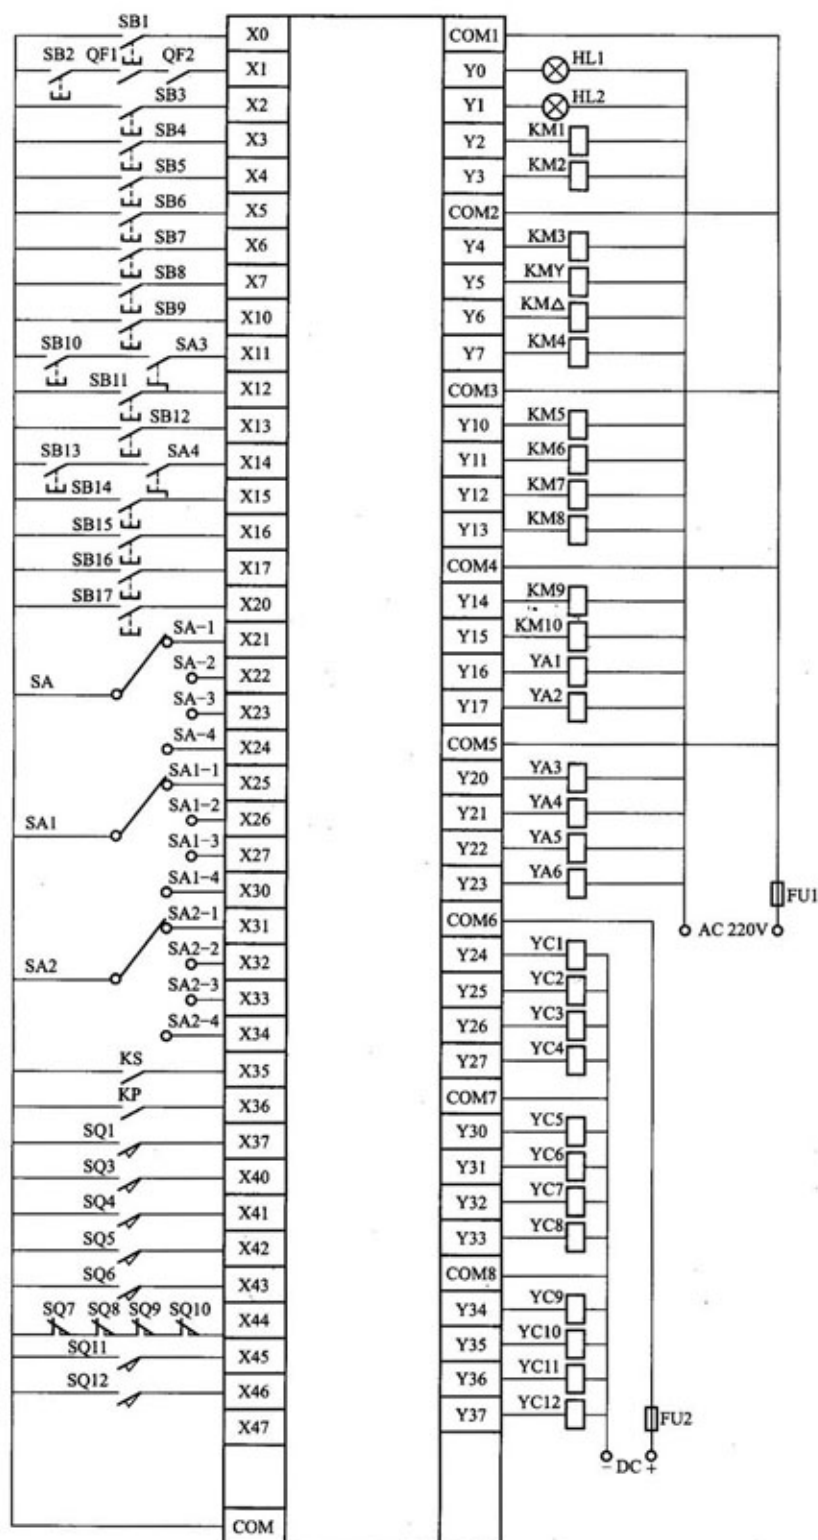 SB1 X0 COM1
SB2 QF1 QF2 X1 Y0 HL1
SB3 X2 Y1 HL2
SB4 X3 Y2 KM1
SB5 X4 Y3 KM2
SB6 X5 COM2
SB7 X6 Y4 KM3
SB8 X7 Y5 KMY
SB9 X10 Y6 KM△
SB10 SA3 X11 Y7 KM4
SB11 X12 COM3
SB12 X13 Y10 KM5
SB13 SA4 X14 Y11 KM6
SB14 X15 Y12 KM7
SB15 X16 Y13 KM8
SB16 X17 COM4
SB17 X20 Y14 KM9
SA-1 X21 Y15 KM10
SA SA-2 X22 Y16 YA1
SA-3 X23 Y17 YA2
SA-4 X24 COM5
SA1-1 X25 Y20 YA3
SA1 SA1-2 X26 Y21 YA4
SA1-3 X27 Y22 YA5
SA1-4 X30 Y23 YA6 FU1
SA2-1 X31 COM6 AC 220V
SA2 SA2-2 X32 Y24 YC1
SA2-3 X33 Y25 YC2
SA2-4 X34 Y26 YC3
KS X35 Y27 YC4
KP X36 COM7
SQ1 X37 Y30 YC5
SQ3 X40 Y31 YC6
SQ4 X41 Y32 YC7
SQ5 X42 Y33 YC8
SQ6 X43 COM8
SQ7 SQ8 SQ9 SQ10 X44 Y34 YC9
SQ11 X45 Y35 YC10
SQ12 X46 Y36 YC11
X47 Y37 YC12 FU2
- DC +
COM